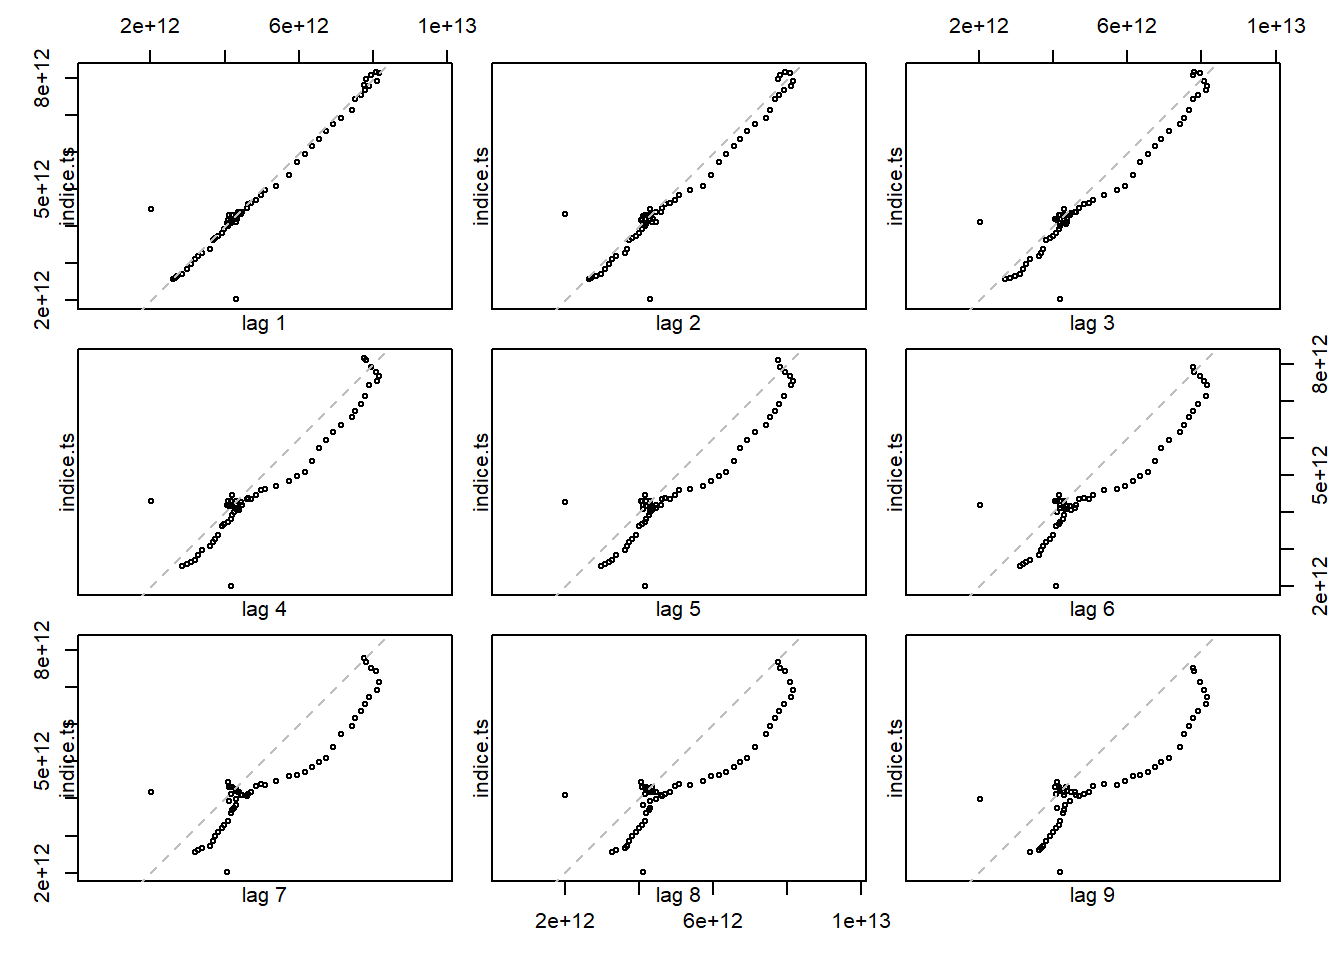 2e+12 6e+12 1e+13 2e+12 6e+12 1e+13
2e+12 5e+12 8e+12
indice.ts indice.ts indice.ts
lag 1 lag 2 lag 3
indice.ts indice.ts indice.ts
2e+12 5e+12 8e+12
lag 4 lag 5 lag 6
2e+12 5e+12 8e+12
indice.ts indice.ts indice.ts
lag 7 lag 8 lag 9
2e+12 6e+12 1e+13